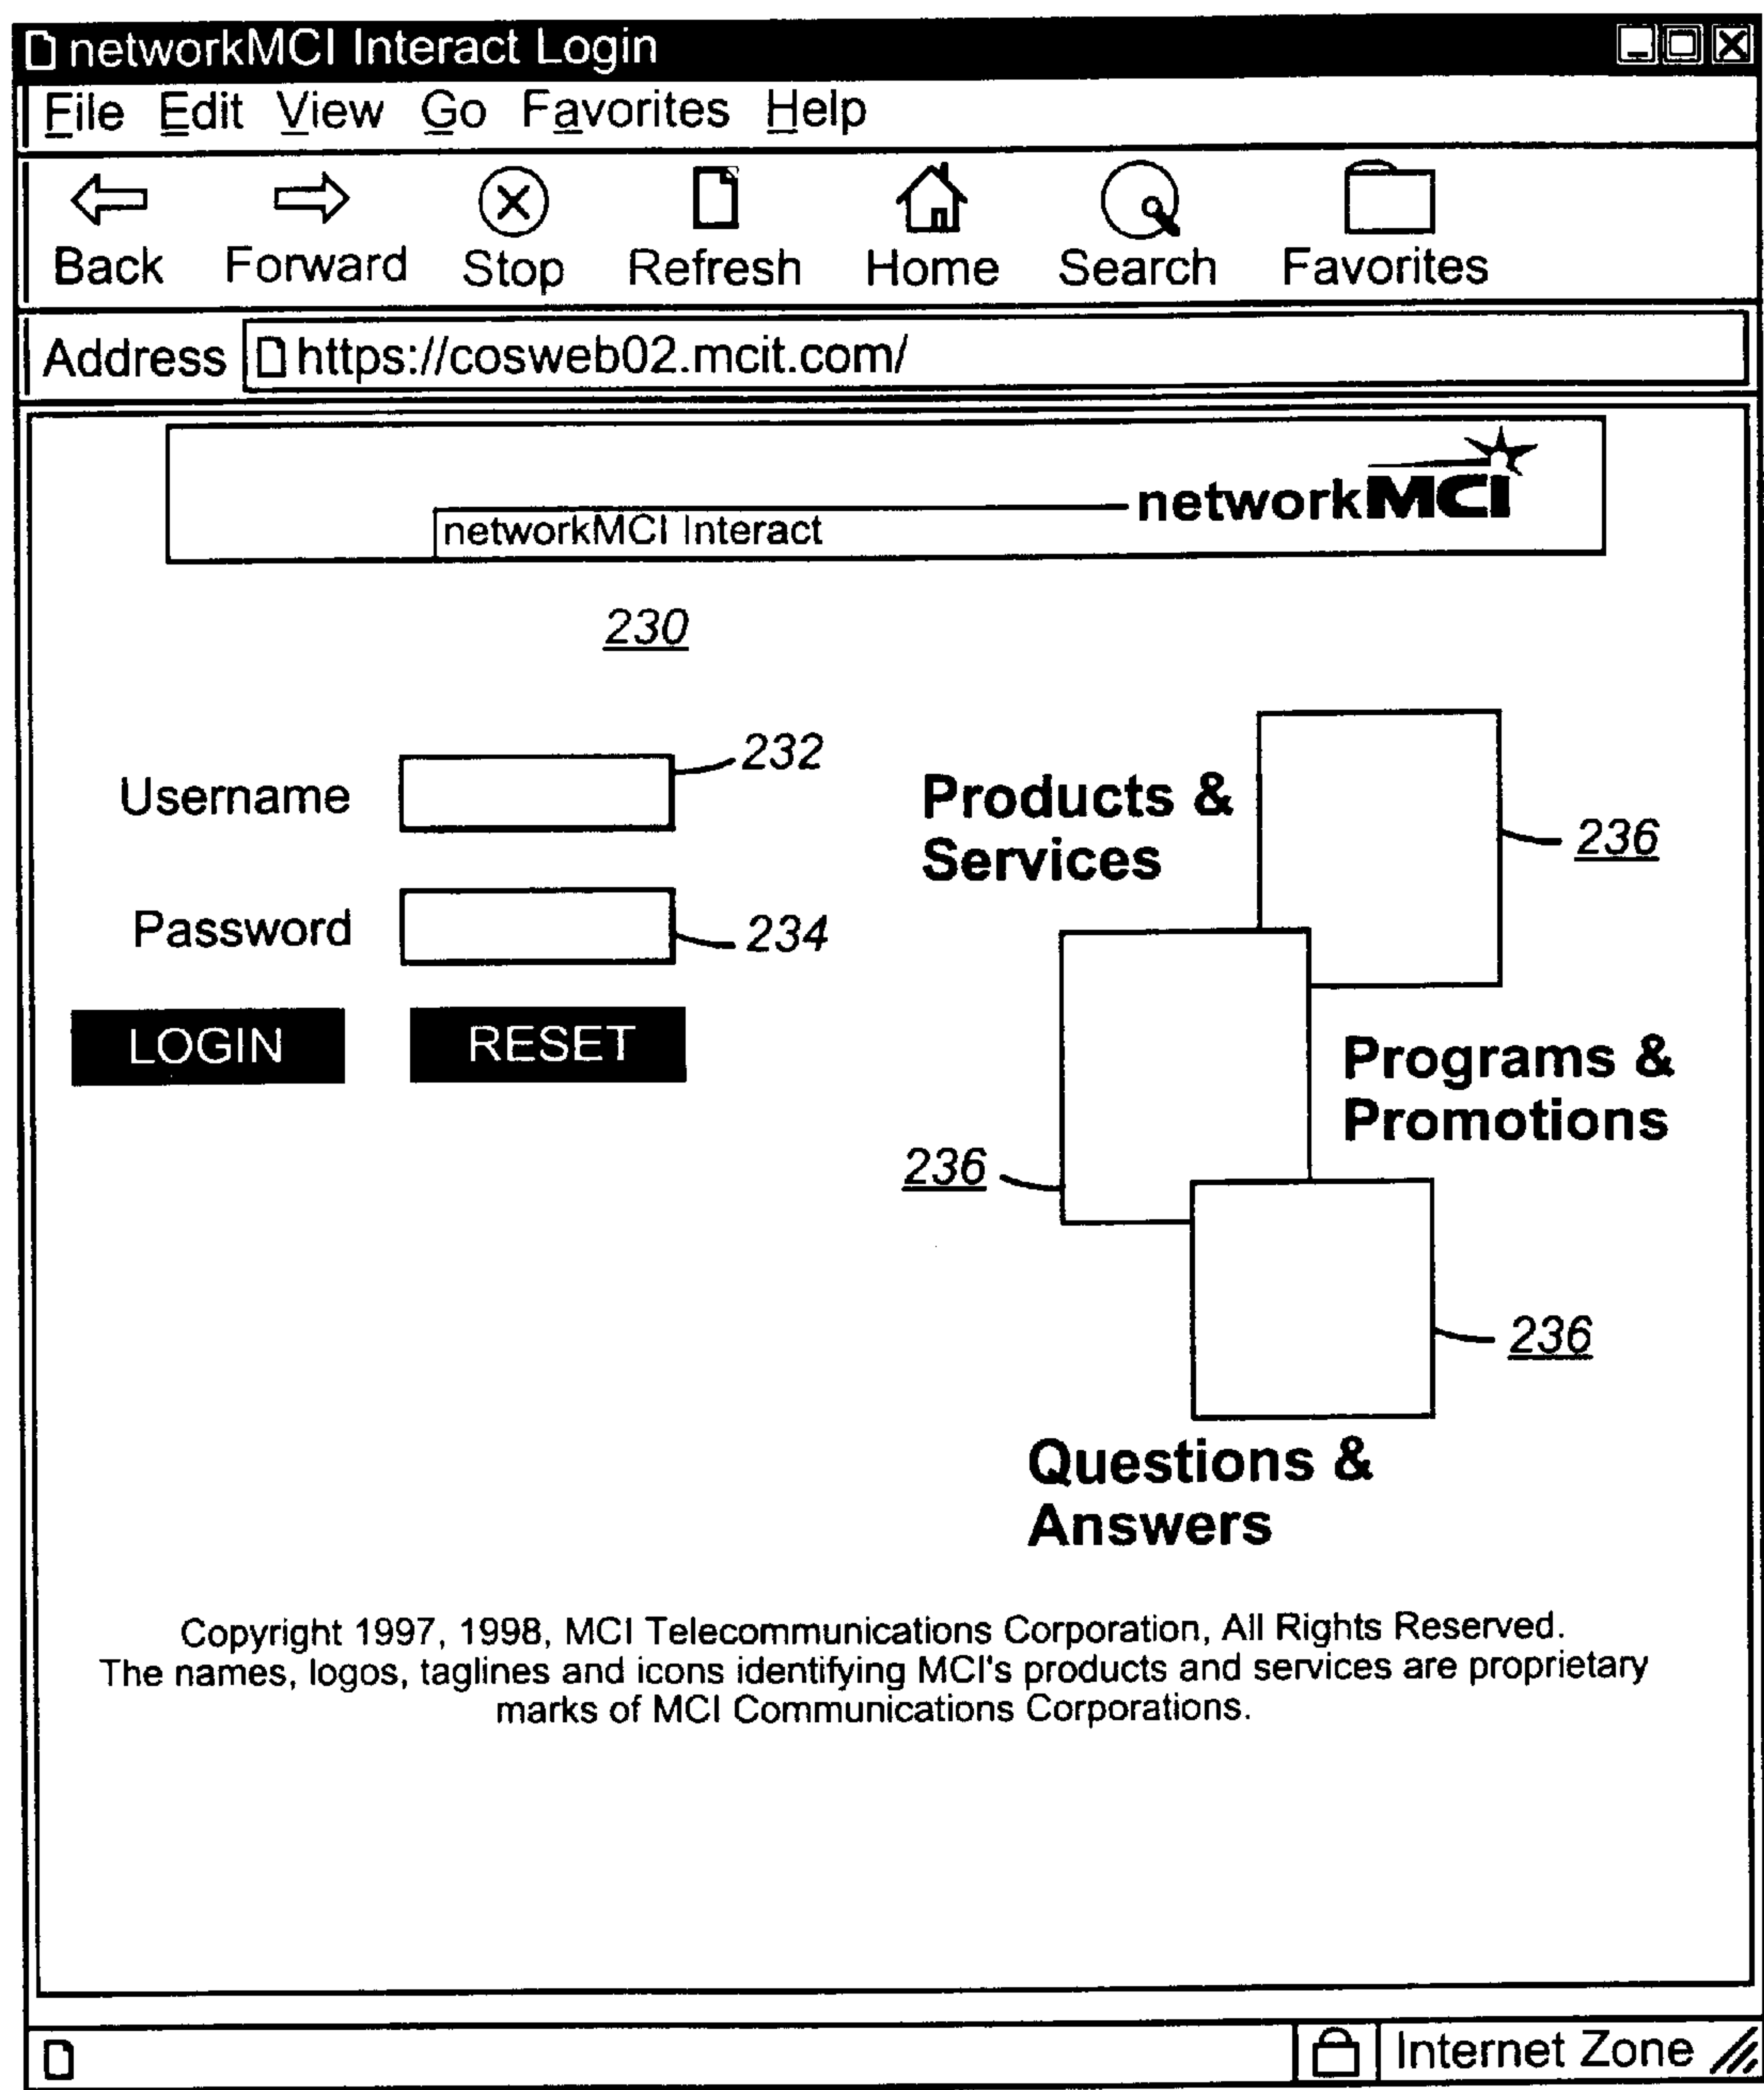 networkMCI Interact Login
File Edit View Go Favorites Help
Back Forward Stop Refresh Home Search Favorites
Address https://cosweb02.mcit.com/
networkMCI
networkMCI Interact
230
Username
232
Password
234
LOGIN RESET
Products &
Services
236
Programs &
Promotions
236
236
Questions &
Answers
Copyright 1997, 1998, MCI Telecommunications Corporation, All Rights Reserved.
The names, logos, taglines and icons identifying MCI's products and services are proprietary
marks of MCI Communications Corporations.
Internet Zone